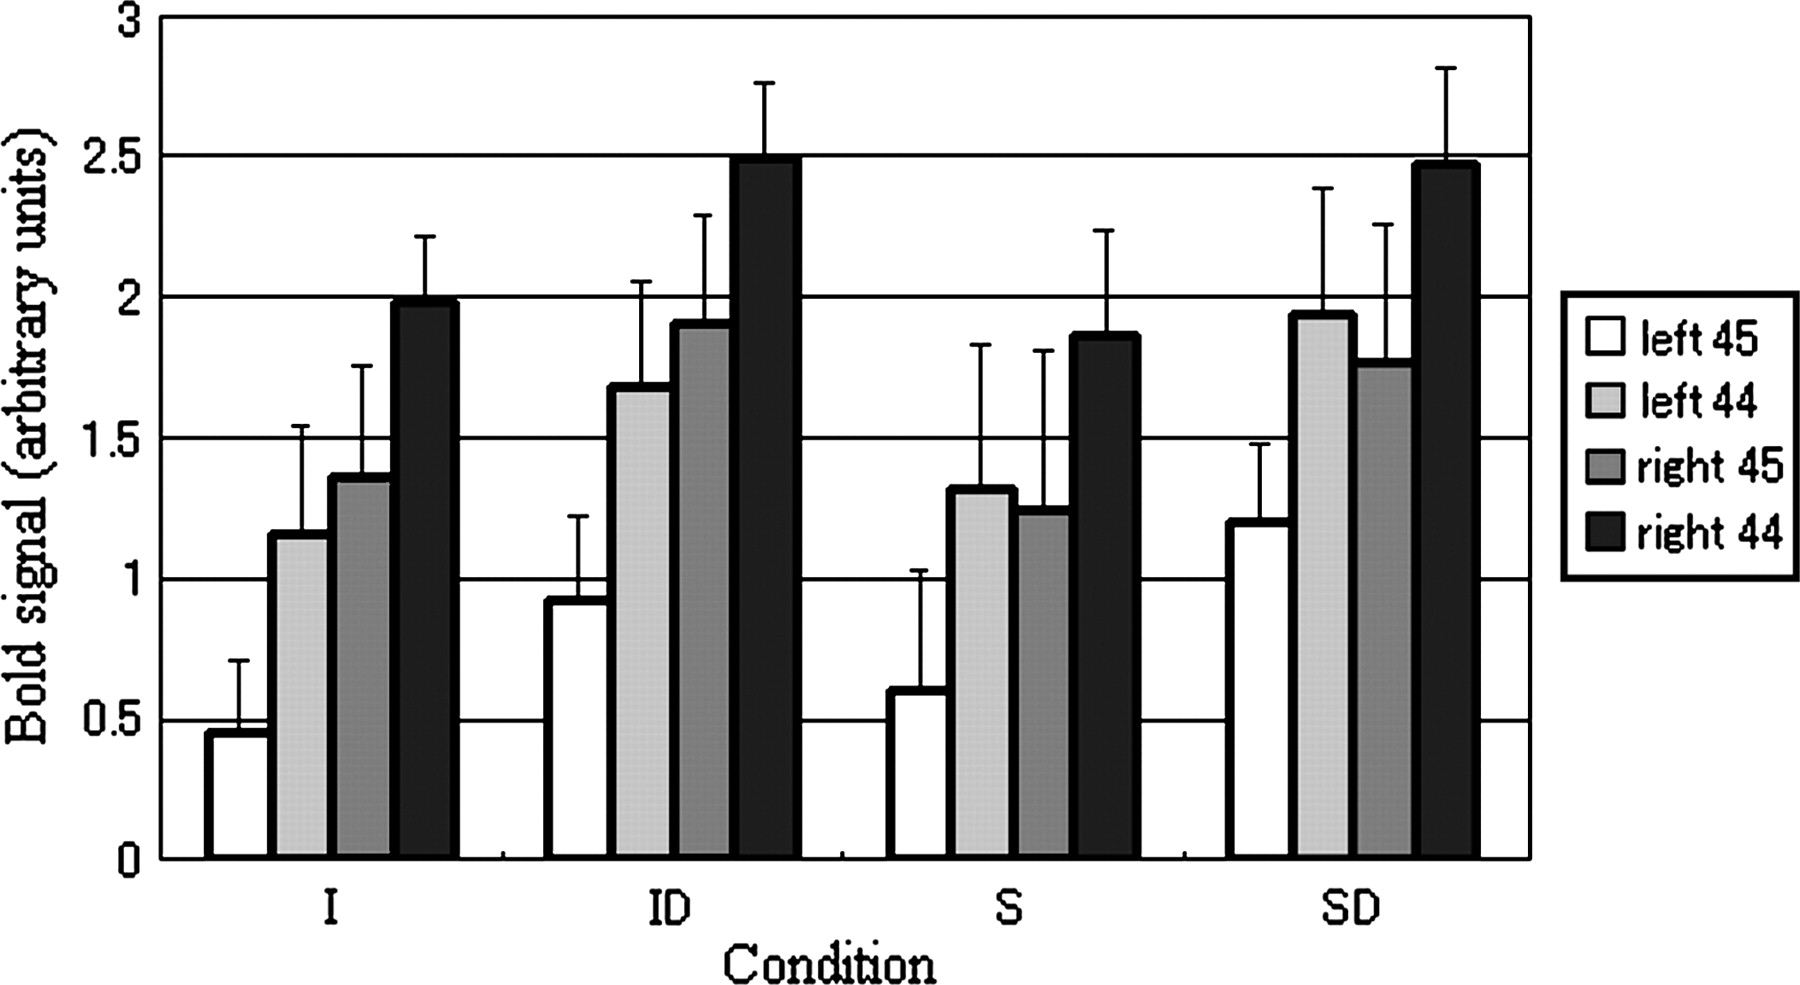 Bold signal (arbitrary units)
3
2.5
2
1.5
1
0.5
0
I ID S SD
Condition
left 45
left 44
right 45
right 44